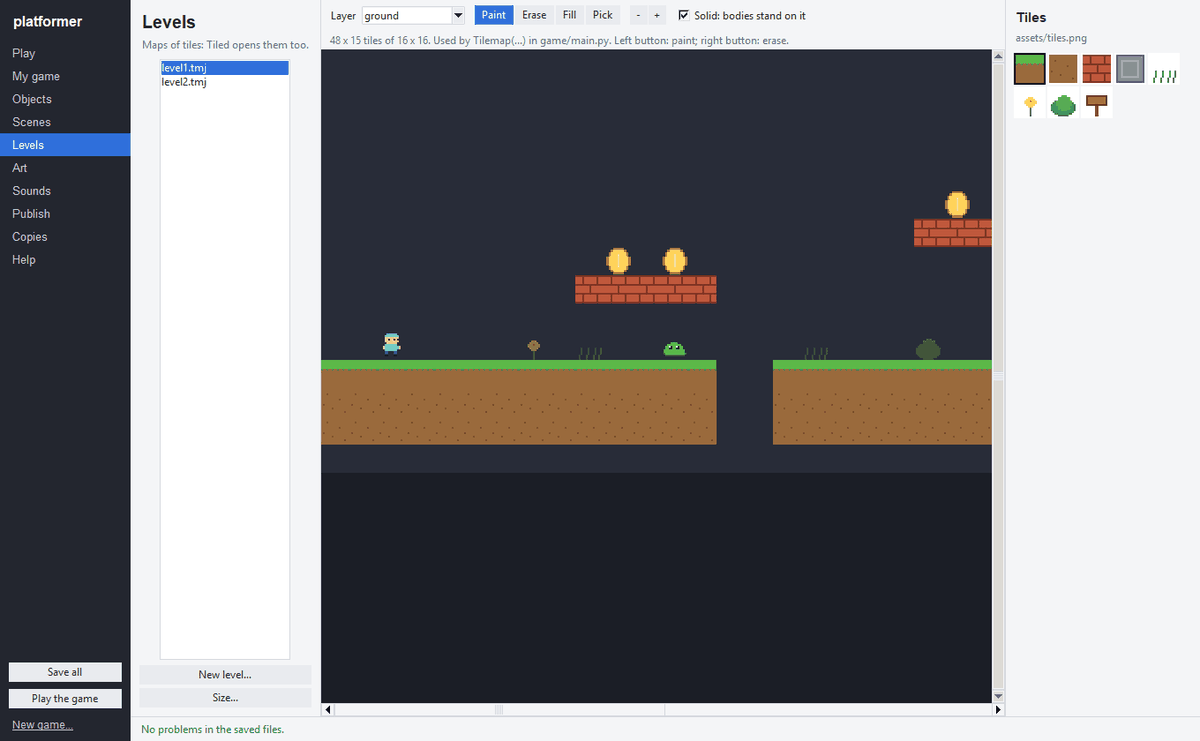 platformer
Play
My game
Objects
Scenes
Levels
Art
Sounds
Publish
Copies
Help
Save all
Play the game
New game...
Levels
Maps of tiles: Tiled opens them too.
level1.tmj
level2.tmj
New level...
Size...
Layer ground Paint Erase Fill Pick - + Solid: bodies stand on it
48 x 15 tiles of 16 x 16. Used by Tilemap(...) in game/main.py. Left button: paint; right button: erase.
Tiles
assets/tiles.png
No problems in the saved files.